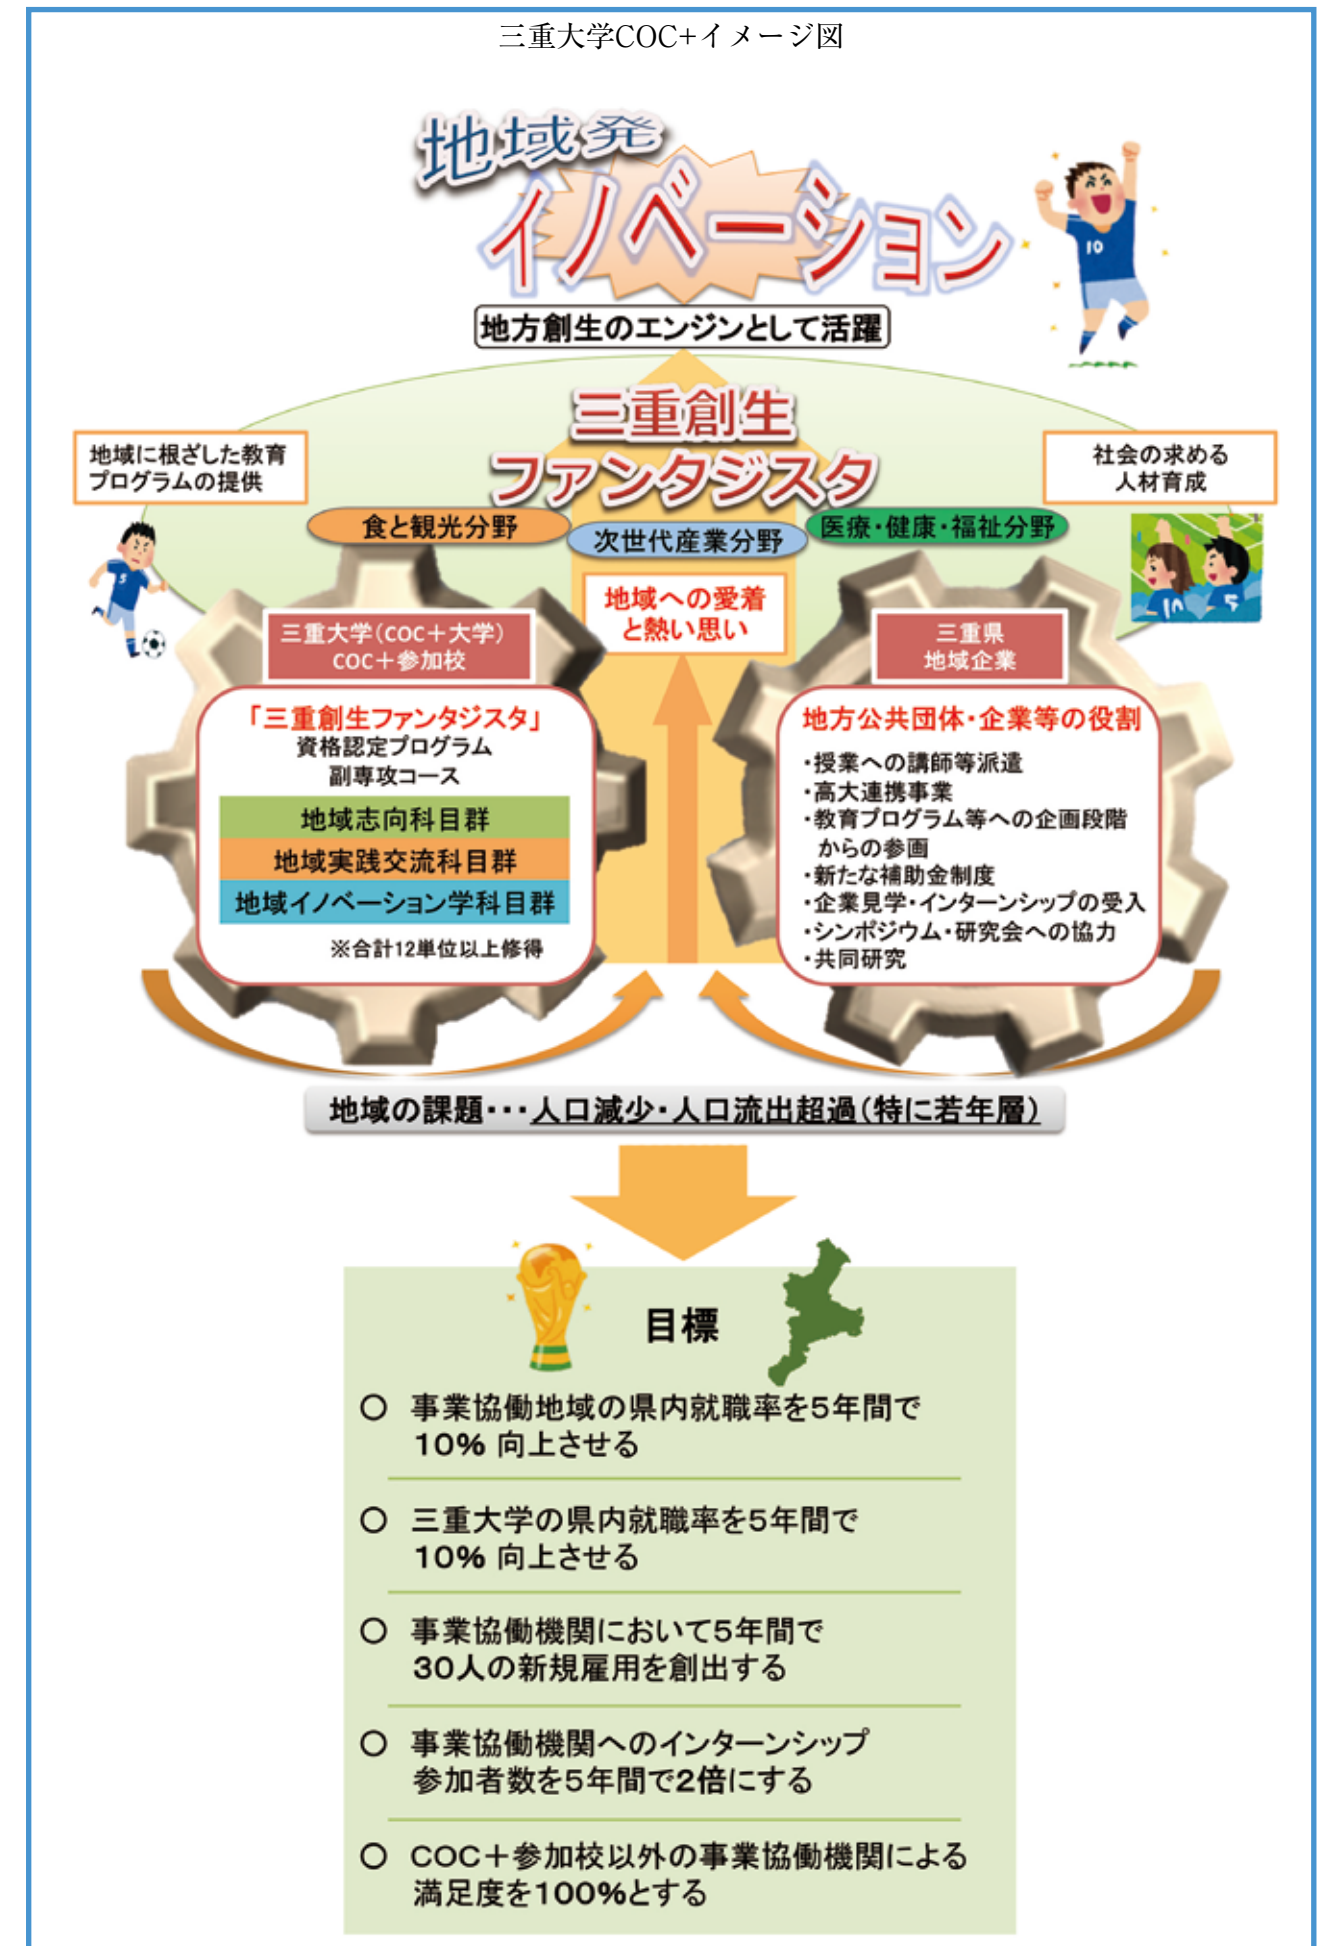 三重大学COC+イメージ図
地域発
イノベーション
10
地方創生のエンジンとして活躍
三重創生
ファンタジスタ
地域に根ざした教育
プログラムの提供
社会の求める
人材育成
食と観光分野
次世代産業分野
医療・健康・福祉分野
5
10
5
地域への愛着
と熱い思い
三重大学(COC+大学)
COC+参加校
「三重創生ファンタジスタ」
資格認定プログラム
副専攻コース
地域志向科目群
地域実践交流科目群
地域イノベーション学科目群
※合計12単位以上修得
三重県
地域企業
地方公共団体・企業等の役割
・授業への講師等派遣
・高大連携事業
・教育プログラム等への企画段階
からの参画
・新たな補助金制度
・企業見学・インターンシップの受入
・シンポジウム・研究会への協力
・共同研究
地域の課題・・・人口減少・人口流出超過(特に若年層)
目標
○ 事業協働地域の県内就職率を5年間で
10% 向上させる
○ 三重大学の県内就職率を5年間で
10% 向上させる
○ 事業協働機関において5年間で
30人の新規雇用を創出する
○ 事業協働機関へのインターンシップ
参加者数を5年間で2倍にする
○ COC+参加校以外の事業協働機関による
満足度を100%とする